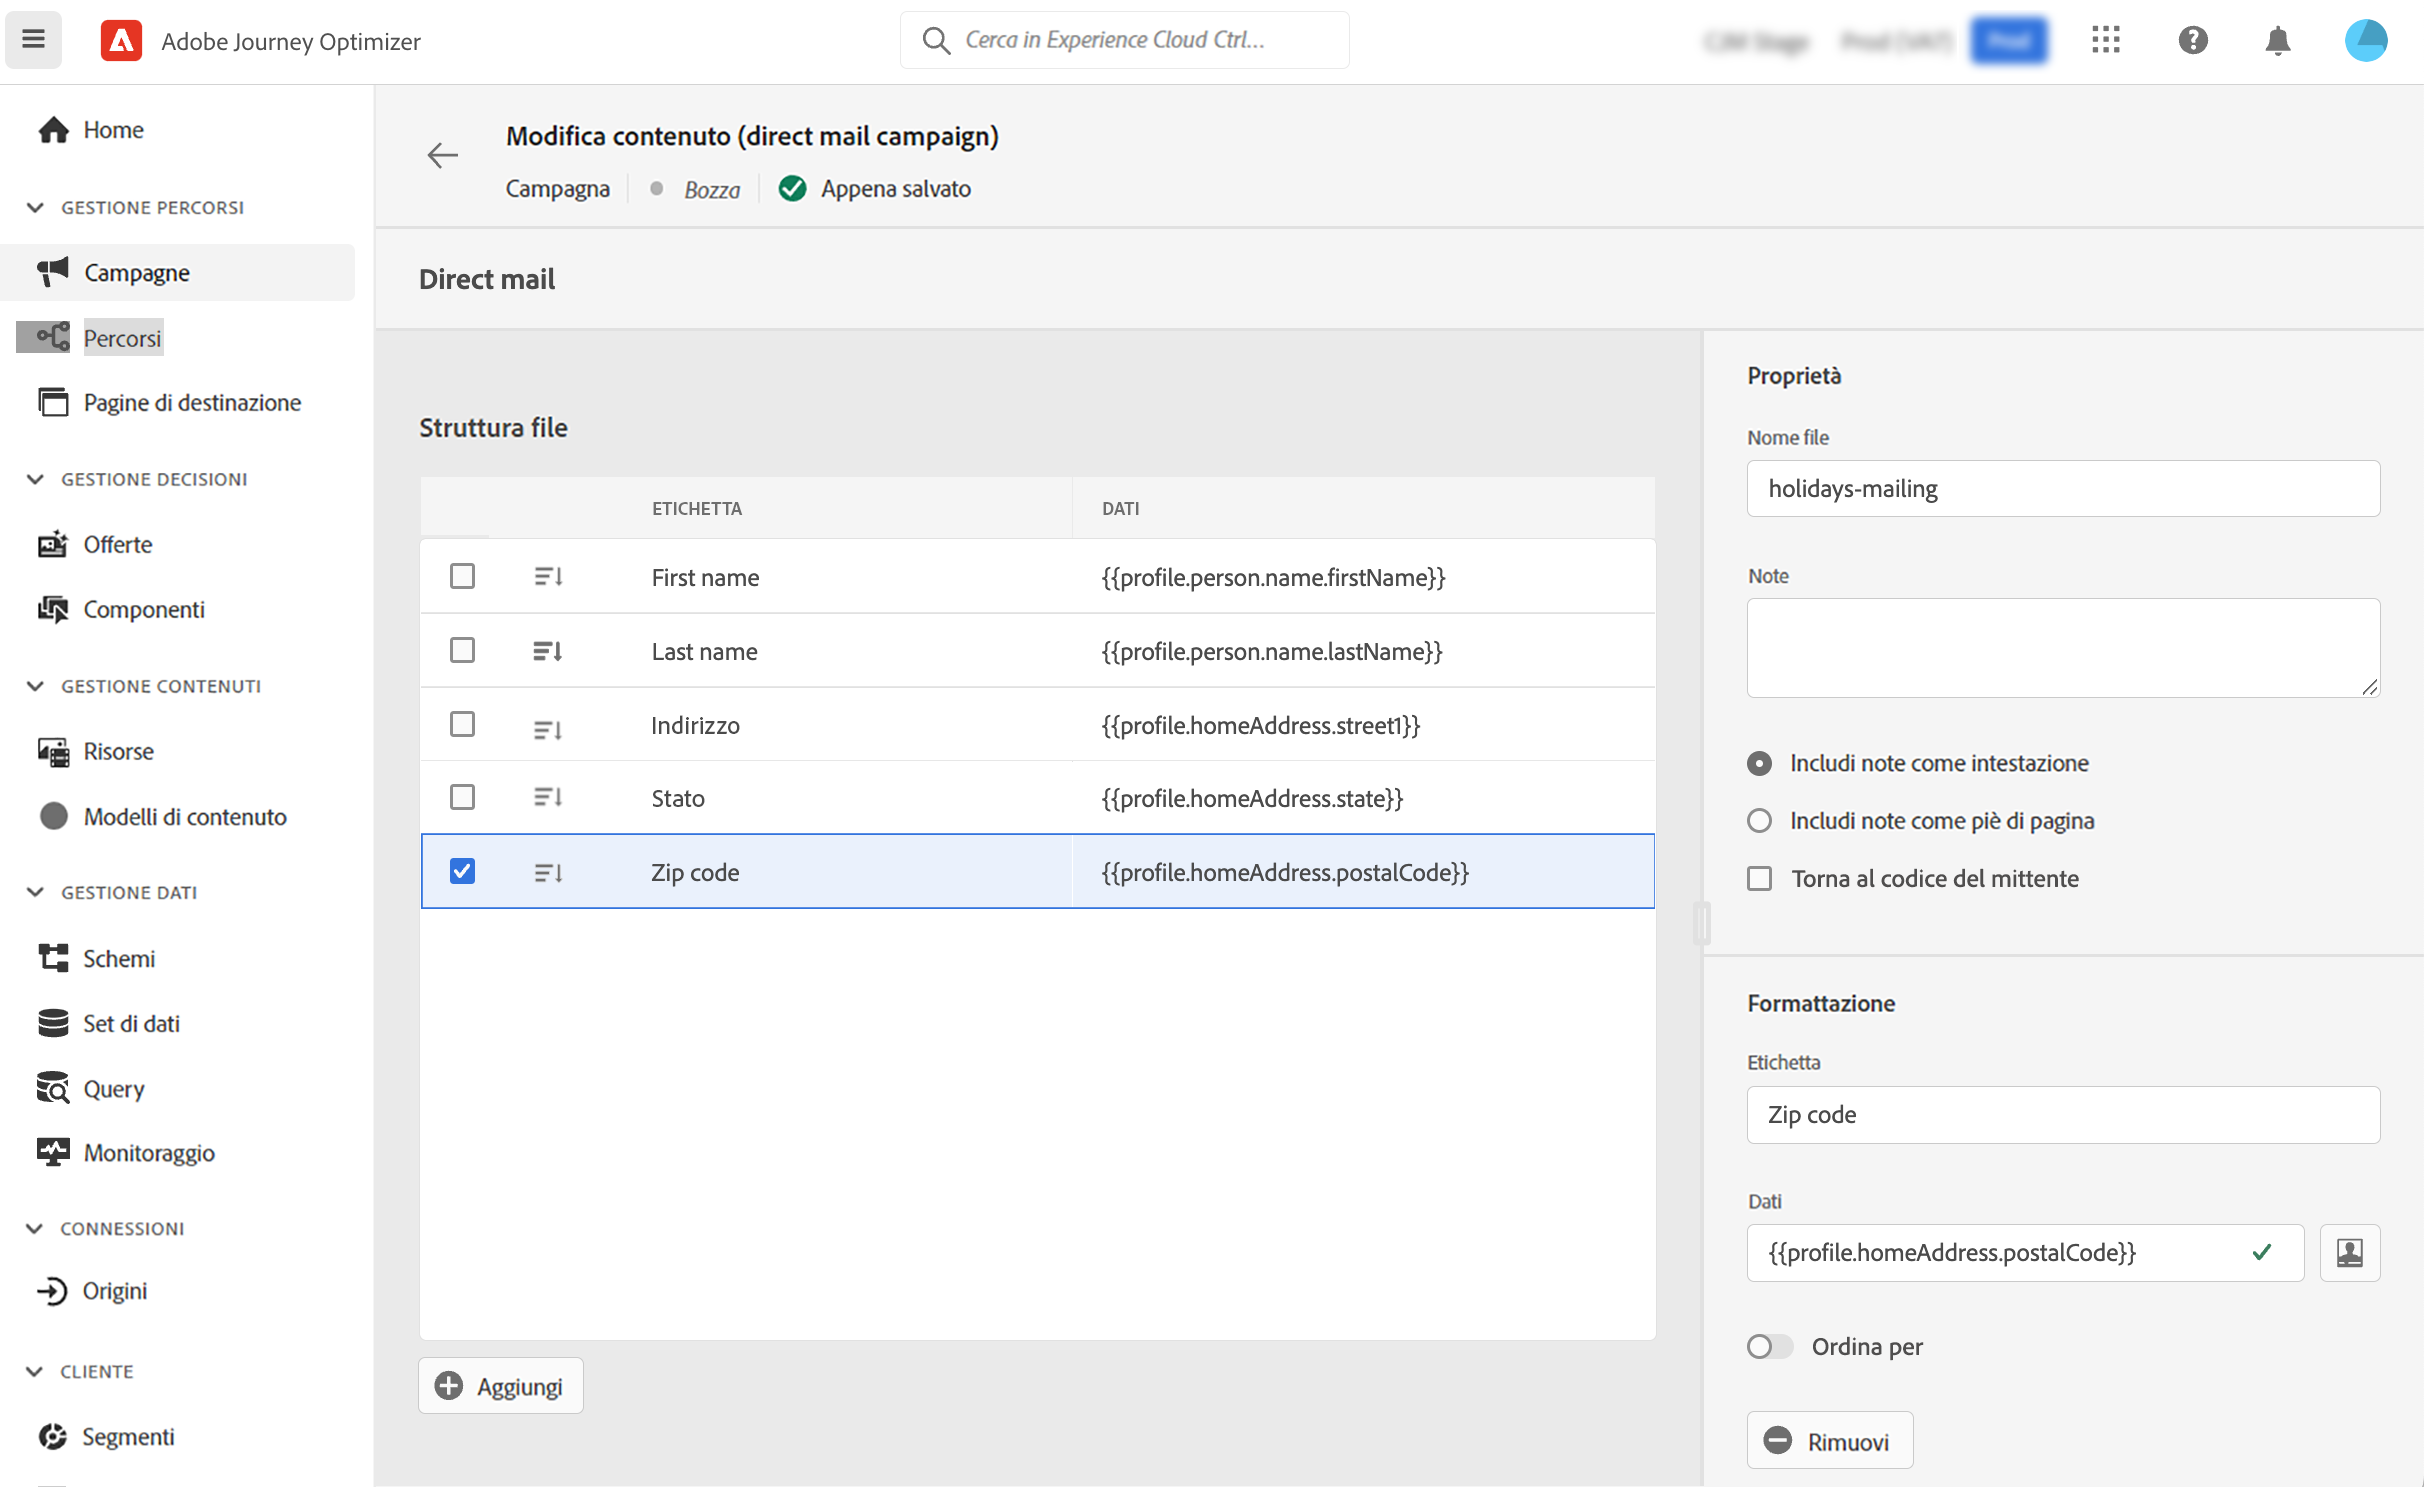 Adobe Journey Optimizer
Cerca in Experience Cloud Ctrl...
Home
GESTIONE PERCORSI
Campagne
Percorsi
Pagine di destinazione
GESTIONE DECISIONI
Offerte
Componenti
GESTIONE CONTENUTI
Risorse
Modelli di contenuto
GESTIONE DATI
Schemi
Set di dati
Query
Monitoraggio
CONNESSIONI
Origini
CLIENTE
Segmenti
Modifica contenuto (direct mail campaign)
Campagna Bozza Appena salvato
Direct mail
Struttura file
ETICHETTA DATI
First name {{profile.person.name.firstName}}
Last name {{profile.person.name.lastName}}
Indirizzo {{profile.homeAddress.street1}}
Stato {{profile.homeAddress.state}}
Zip code {{profile.homeAddress.postalCode}}
Aggiungi
Proprietà
Nome file
holidays-mailing
Note
Includi note come intestazione
Includi note come piè di pagina
Torna al codice del mittente
Formattazione
Etichetta
Zip code
Dati
{{profile.homeAddress.postalCode}}
Ordina per
Rimuovi